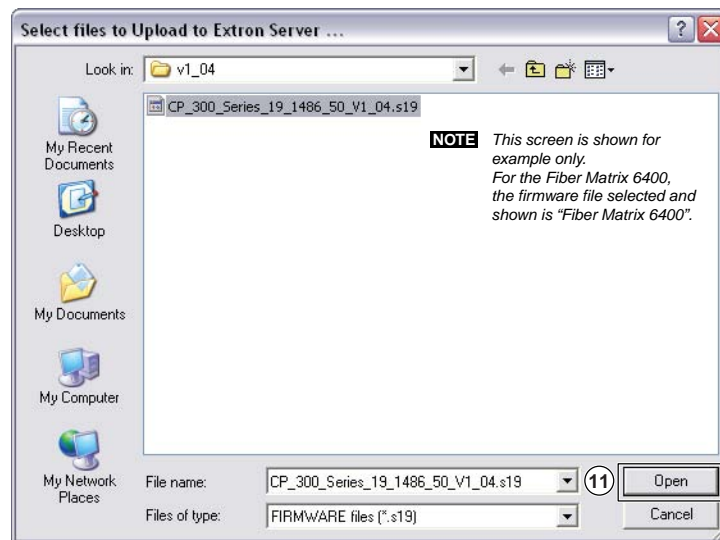 Select files to Upload to Extron Server ...
Look in:
v1_04
CP_300_Series_19_1486_50_V1_04.s19
NOTE This screen is shown for
example only.
For the Fiber Matrix 6400,
the firmware file selected and
shown is “Fiber Matrix 6400”.
My Recent
Documents
Desktop
My Documents
My Computer
My Network
Places
File name:
CP_300_Series_19_1486_50_V1_04.s19
11
Open
Files of type:
FIRMWARE files (*.s19)
Cancel